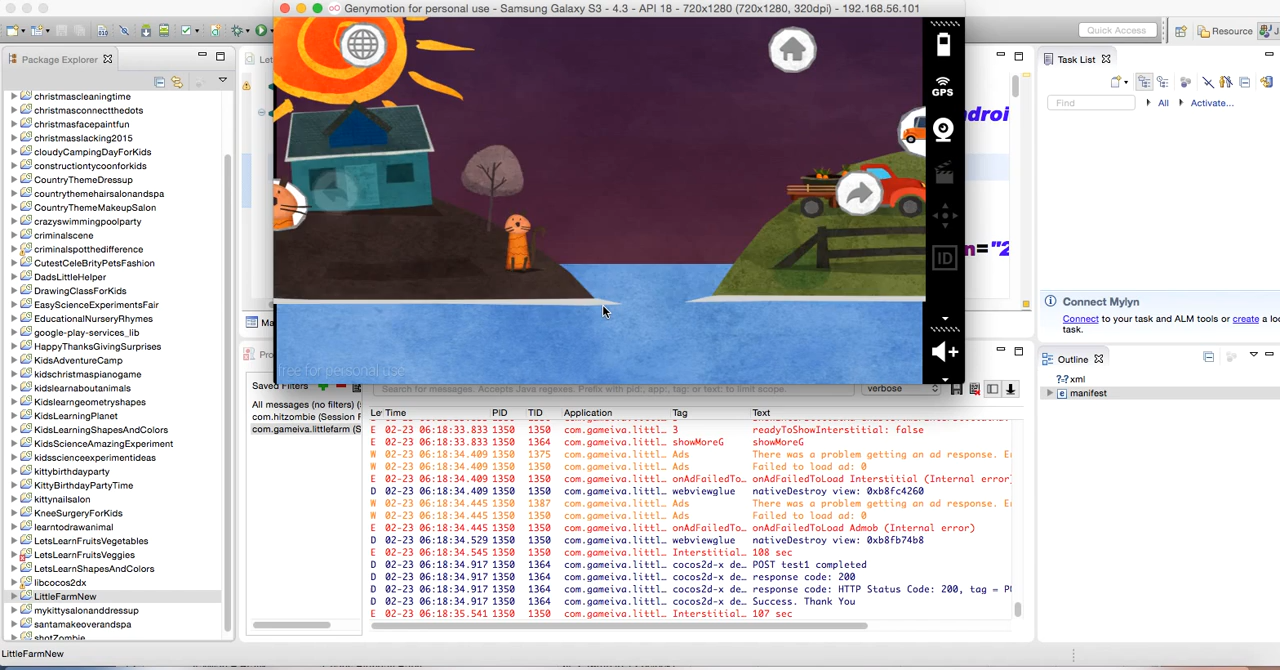 Genymotion for personal use - Samsung Galaxy S3 - 4.3 - API 18 - 720x1280 (720x1280, 320dpi) - 192.168.56.101
Quick Access
Resource
Package Explorer
christmascleaningtime
christmasconnectthedots
christmasfacepaintfun
christmasslacking2015
cloudyCampingDayForKids
constructiontycoonforkids
CountryThemeDressup
countrythemehairsalonandspa
CountryThemeMakeupSalon
crazyswimmingpoolparty
criminalscene
criminalspotthedifference
CutestCeleBrityPetsFashion
DadsLittleHelper
DrawingClassForKids
EasyScienceExperimentsFair
EducationalNurseryRhymes
google-play-services_lib
HappyThanksGivingSurprises
KidsAdventureCamp
kidschristmaspianogame
kidslearnaboutanimals
Kidslearngeometryshapes
KidsLearningPlanet
KidsLearningShapesAndColors
KidsScienceAmazingExperiment
kidsscienceexperimentideas
kittybirthdayparty
KittyBirthdayPartyTime
kittynailsalon
KneeSurgeryForKids
learntodrawanimal
LetsLearnFruitsVegetables
LetsLearnFruitsVeggies
LetsLearnShapesAndColors
libcocos2dx
LittleFarmNew
mykittysalonanddressup
santamakeoverandspa
shotZombie
LittleFarmNew
GPS
ID
free for personal use
Saved Filters
All messages (no filters)
com.hitzombie (Session F
com.gameiva.littlefarm (S
Search for messages. Accepts Java regexes. Prefix with pid:, app:, tag: or text: to limit scope.
verbose
Time PID TID Application Tag Text
E 02-23 06:18:33.833 1350 1350 com.gameiva.littl... 3 readyToShowInterstitial: false
E 02-23 06:18:33.833 1350 1364 com.gameiva.littl... showMoreG showMoreG
W 02-23 06:18:34.409 1350 1375 com.gameiva.littl... Ads There was a problem getting an ad response. E
W 02-23 06:18:34.409 1350 1350 com.gameiva.littl... Ads Failed to load ad: 0
E 02-23 06:18:34.409 1350 1350 com.gameiva.littl... onAdFailedTo... onAdFailedToLoad Interstitial (Internal error)
D 02-23 06:18:34.409 1350 1350 com.gameiva.littl... webviewglue nativeDestroy view: 0xb8fc4260
W 02-23 06:18:34.445 1350 1387 com.gameiva.littl... Ads There was a problem getting an ad response. E
W 02-23 06:18:34.445 1350 1350 com.gameiva.littl... Ads Failed to load ad: 0
E 02-23 06:18:34.445 1350 1350 com.gameiva.littl... onAdFailedTo... onAdFailedToLoad Admob (Internal error)
D 02-23 06:18:34.529 1350 1350 com.gameiva.littl... webviewglue nativeDestroy view: 0xb8fb74b8
E 02-23 06:18:34.545 1350 1350 com.gameiva.littl... Interstitial... 108 sec
D 02-23 06:18:34.917 1350 1364 com.gameiva.littl... cocos2d-x de... POST test1 completed
D 02-23 06:18:34.917 1350 1364 com.gameiva.littl... cocos2d-x de... response code: 200
D 02-23 06:18:34.917 1350 1364 com.gameiva.littl... cocos2d-x de... HTTP Status Code: 200, tag = P
D 02-23 06:18:34.917 1350 1364 com.gameiva.littl... cocos2d-x de... Success. Thank You
E 02-23 06:18:35.541 1350 1350 com.gameiva.littl... Interstitial... 107 sec
Task List
Find
All
Activate...
Connect Mylyn
Connect to your task and ALM tools or create a lo
task.
Outline
xml
manifest